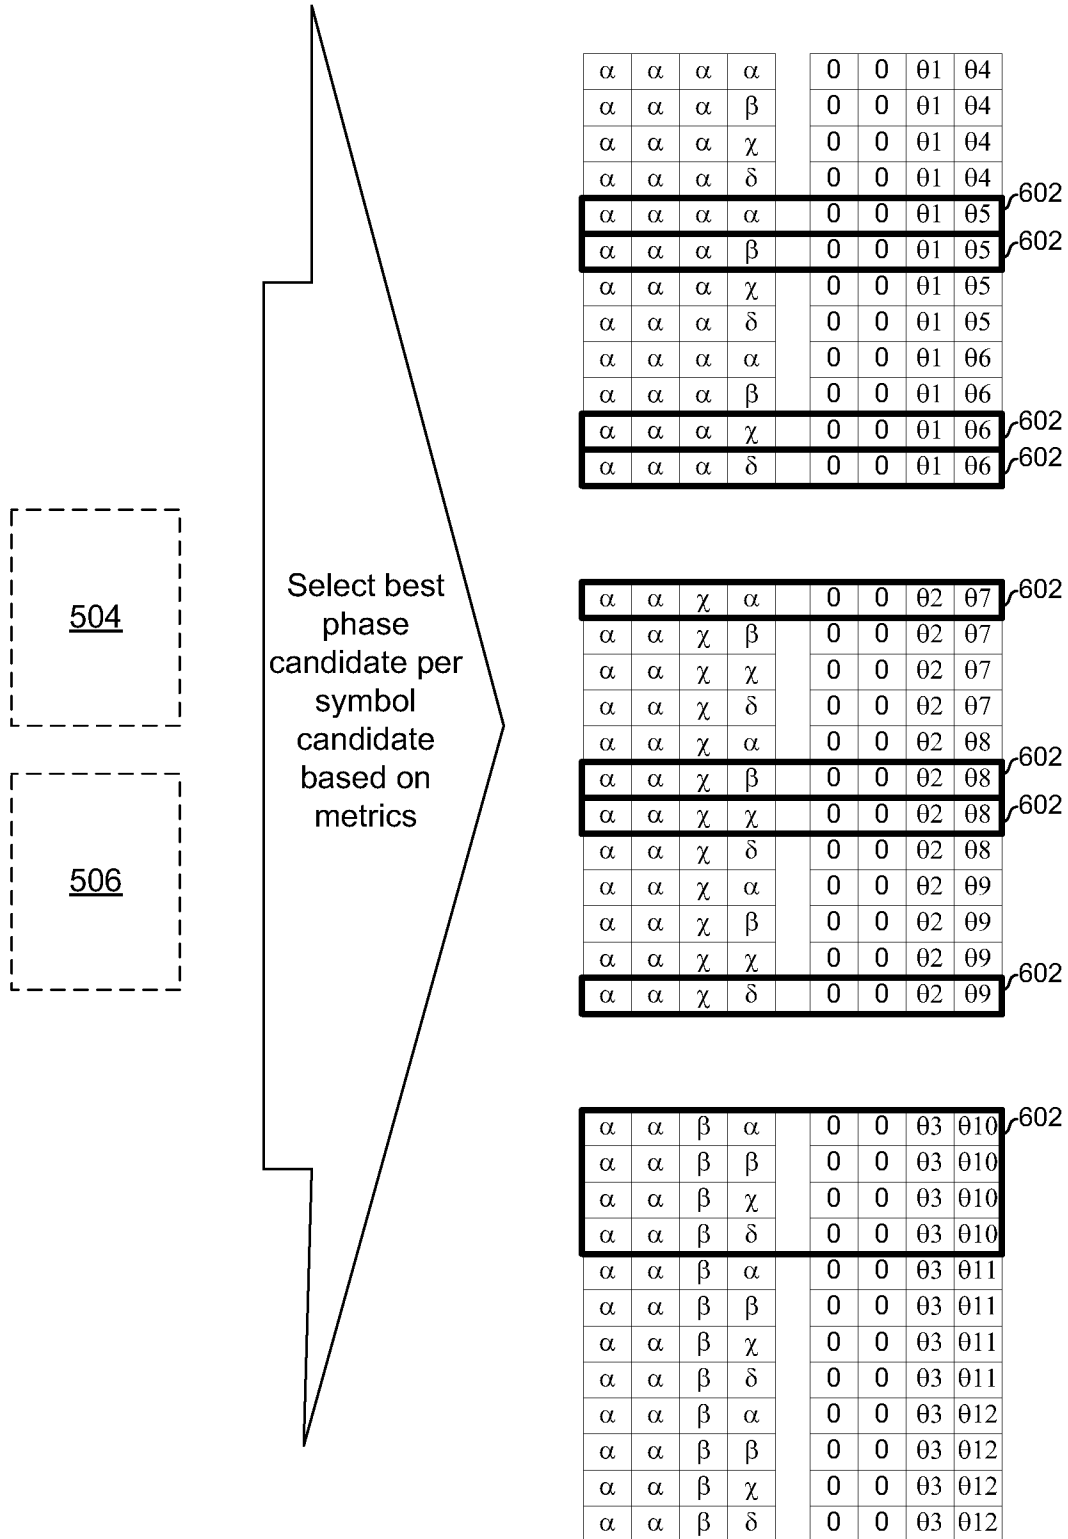 α α α α 0 0 θ1 θ4
α α α β 0 0 θ1 θ4
α α α χ 0 0 θ1 θ4
α α α δ 0 0 θ1 θ4
α α α α 0 0 θ1 θ5 602
α α α β 0 0 θ1 θ5 602
α α α χ 0 0 θ1 θ5
α α α δ 0 0 θ1 θ5
α α α α 0 0 θ1 θ6
α α α β 0 0 θ1 θ6
α α α χ 0 0 θ1 θ6 602
α α α δ 0 0 θ1 θ6 602
504
506
Select best
phase
candidate per
symbol
candidate
based on
metrics
α α χ α 0 0 θ2 θ7 602
α α χ β 0 0 θ2 θ7
α α χ χ 0 0 θ2 θ7
α α χ δ 0 0 θ2 θ7
α α χ α 0 0 θ2 θ8
α α χ β 0 0 θ2 θ8 602
α α χ χ 0 0 θ2 θ8 602
α α χ δ 0 0 θ2 θ8
α α χ α 0 0 θ2 θ9
α α χ β 0 0 θ2 θ9
α α χ χ 0 0 θ2 θ9
α α χ δ 0 0 θ2 θ9 602
α α β α 0 0 θ3 θ10 602
α α β β 0 0 θ3 θ10
α α β χ 0 0 θ3 θ10
α α β δ 0 0 θ3 θ10
α α β α 0 0 θ3 θ11
α α β β 0 0 θ3 θ11
α α β χ 0 0 θ3 θ11
α α β δ 0 0 θ3 θ11
α α β α 0 0 θ3 θ12
α α β β 0 0 θ3 θ12
α α β χ 0 0 θ3 θ12
α α β δ 0 0 θ3 θ12